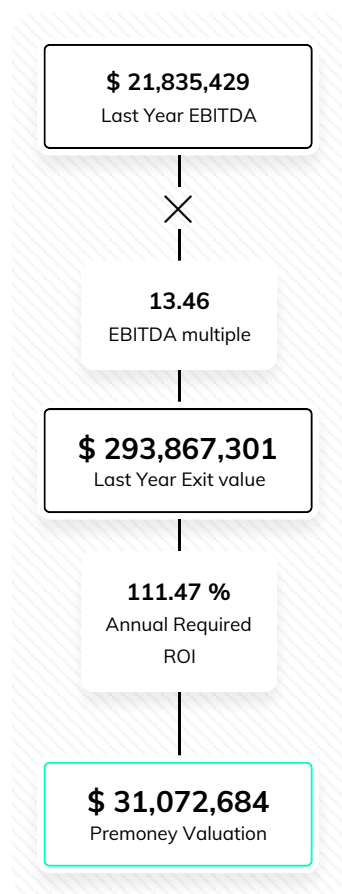 $ 21,835,429
Last Year EBITDA
13.46
EBITDA multiple
$ 293,867,301
Last Year Exit value
111.47 %
Annual Required
ROI
$ 31,072,684
Premoney Valuation